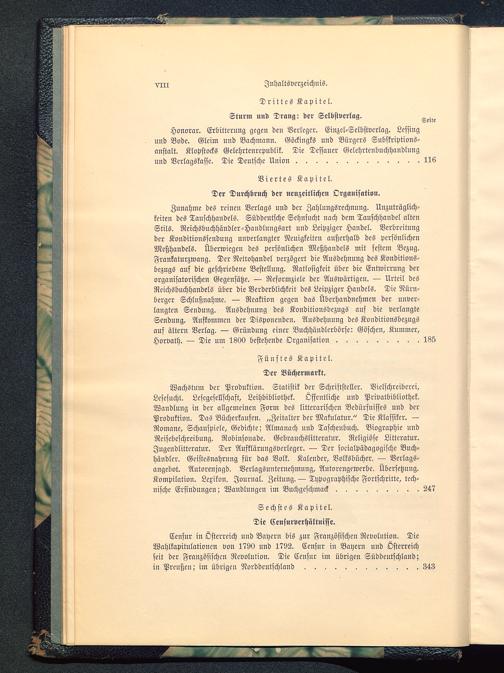 VIII Inhaltsverzeichnis.
Drittes Kapitel.
Sturm und Drang: der Selbstverlag.
Seite
Honorar. Erbitterung gegen den Verleger. Einzel-Selbstverlag. Lessing
und Bode. Gleim und Bachmann. Göckingks und Bürgers Subskriptions-
anstalt. Klopstocks Gelehrtenrepublik. Die Dessauer Gelehrtenbuchhandlung
und Verlagskasse. Die Deutsche Union . . . . . . . . . . . . 116
Viertes Kapitel.
Der Durchbruch der neuzeitlichen Organisation.
Zunahme des reinen Verlags und der Zahlungsrechnung. Unzuträglich-
keiten des Tauschhandels. Süddeutsche Sehnsucht nach dem Tauschhandel alten
Stils. Reichsbuchhändler-Handlungsart und Leipziger Handel. Verbreitung
der Konditionssendung unverlangter Neuigkeiten außerhalb des persönlichen
Meßhandels. Überwiegen des persönlichen Meßhandels mit festem Bezug.
Frankaturzwang. Der Nettohandel verzögert die Ausdehnung des Konditions-
bezugs auf die geschriebene Bestellung. Ratlosigkeit über die Entwirrung der
organisatorischen Gegensätze. — Reformziele der Auswärtigen. — Urteil des
Reichsbuchhandels über die Verderblichkeit des Leipziger Handels. Die Nürn-
berger Schlußnahme. — Reaktion gegen das Überhandnehmen der unver-
langten Sendung. Ausdehnung des Konditionsbezugs auf die verlangte
Sendung. Aufkommen der Disponenden. Ausdehnung des Konditionsbezugs
auf ältern Verlag. — Gründung einer Buchhändlerbörse: Göschen, Kummer,
Horvath. — Die um 1800 bestehende Organisation . . . . . . . . . 185
Fünftes Kapitel.
Der Büchermarkt.
Wachstum der Produktion. Statistik der Schriftsteller. Vielschreiberei,
Lesesucht. Lesegesellschaft, Leihbibliothek. Öffentliche und Privatbibliothek.
Wandlung in der allgemeinen Form des litterarischen Bedürfnisses und der
Produktion. Das Bücherkaufen. „Zeitalter der Makulatur.“ Die Klassiker. —
Romane, Schauspiele, Gedichte; Almanach und Taschenbuch. Biographie und
Reisebeschreibung. Robinsonade. Gebrauchslitteratur. Religiöse Litteratur.
Jugendlitteratur. Der Aufklärungsverleger. — Der socialpädagogische Buch-
händler. Geistesnahrung für das Volk. Kalender, Volksbücher. — Verlags-
angebot. Autorenjagd. Verlagsunternehmung, Autorengewerbe. Übersetzung.
Kompilation. Lexikon. Journal. Zeitung. — Typographische Fortschritte, tech-
nische Erfindungen; Wandlungen im Buchgeschmack . . . . . . . . 247
Sechstes Kapitel.
Die Censurverhältnisse.
Censur in Österreich und Bayern bis zur Französischen Revolution. Die
Wahlkapitulationen von 1790 und 1792. Censur in Bayern und Österreich
seit der Französischen Revolution. Die Censur im übrigen Süddeutschland;
in Preußen; im übrigen Norddeutschland . . . . . . . . . . . 343